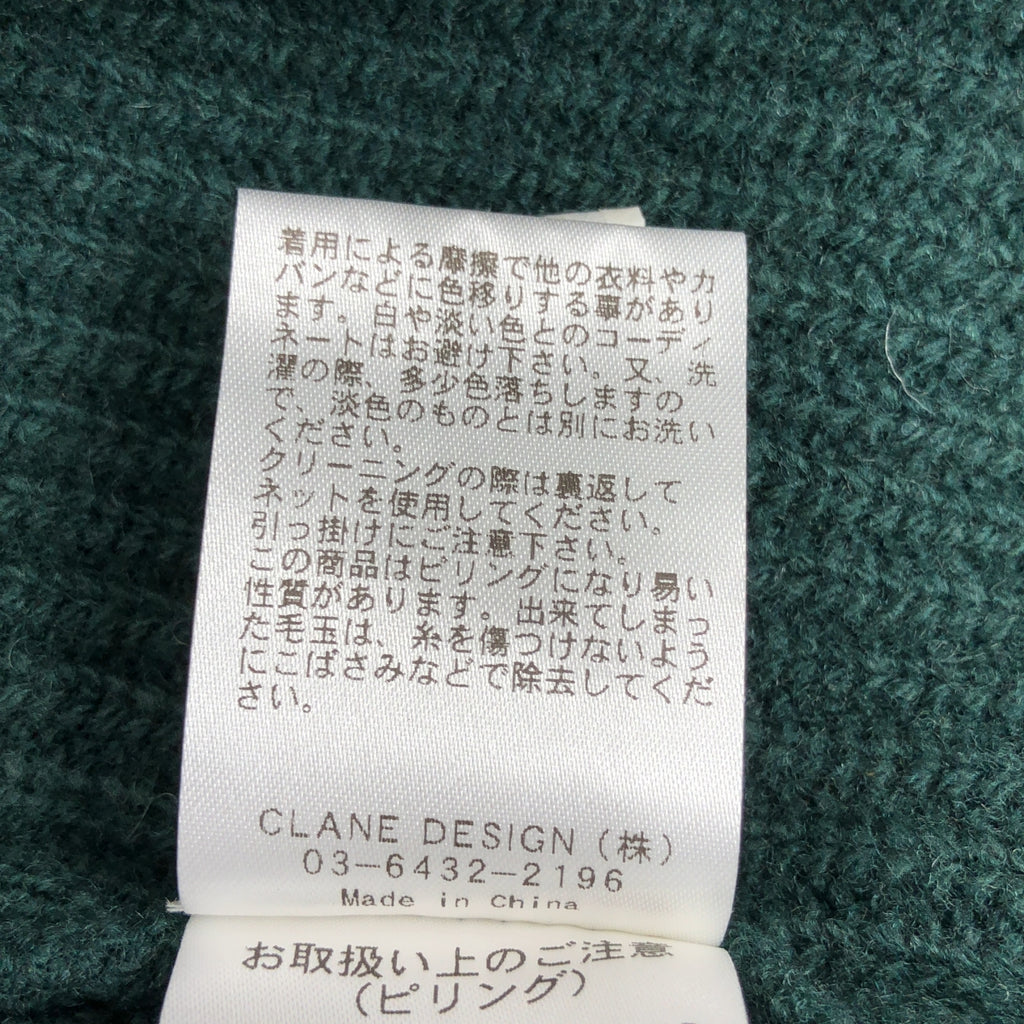 着用による摩擦で他の衣料やカ
バンなどに色移りする事があり
ます。白や淡い色とのコーディ
ネートはお避け下さい。又、洗
濯の際、多少色落ちしますの
で、淡色のものとは別にお洗い
ください。
クリーニングの際は裏返して
ネットを使用してください。
引っ掛けにご注意下さい。
この商品はピリングになり易い
性質があります。出来てしまっ
た毛玉は、糸を傷つけないよう
にこばさみなどで除去してくだ
さい。
CLANE DESIGN (株)
03-6432-2196
Made in China
お取扱い上のご注意
(ピリング)